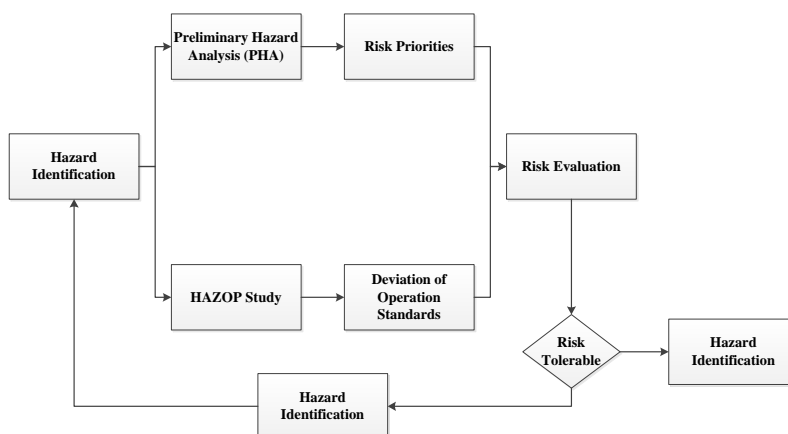 Preliminary Hazard
Analysis (PHA)
Risk Priorities
Hazard
Identification
Risk Evaluation
HAZOP Study
Deviation of
Operation
Standards
Risk
Tolerable
Hazard
Identification
Hazard
Identification